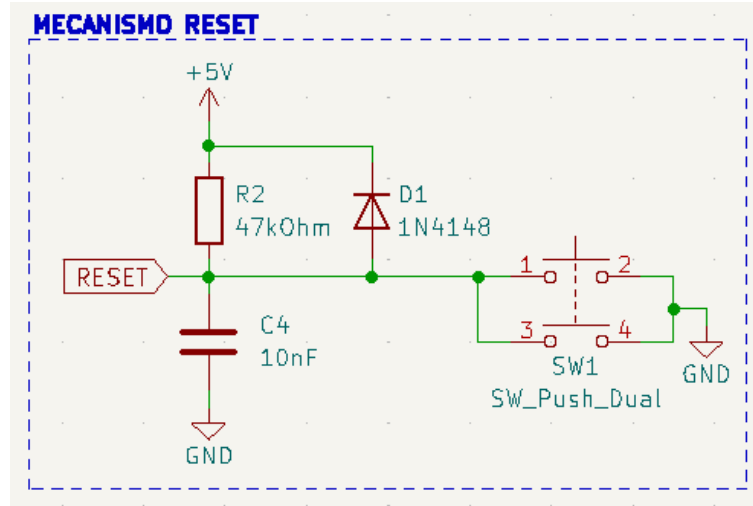 MECANISMO RESET
+5V
R2
47kOhm
D1
1N4148
RESET
1
2
3
4
C4
10nF
SW1
SW_Push_Dual
GND
GND